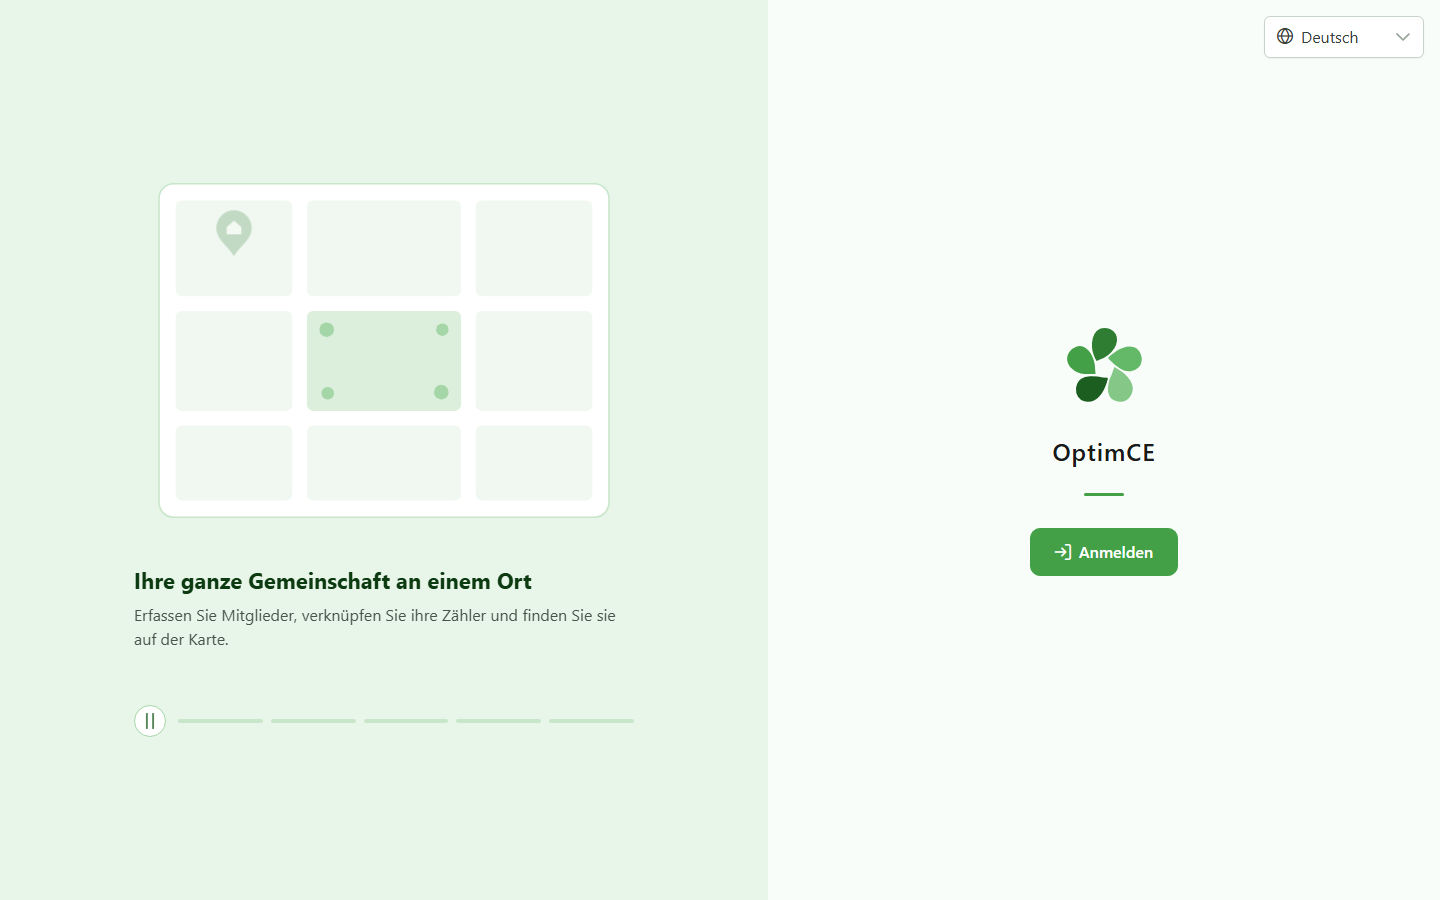 Deutsch
Ihre ganze Gemeinschaft an einem Ort
Erfassen Sie Mitglieder, verknüpfen Sie ihre Zähler und finden Sie sie
auf der Karte.
OptimCE
Anmelden